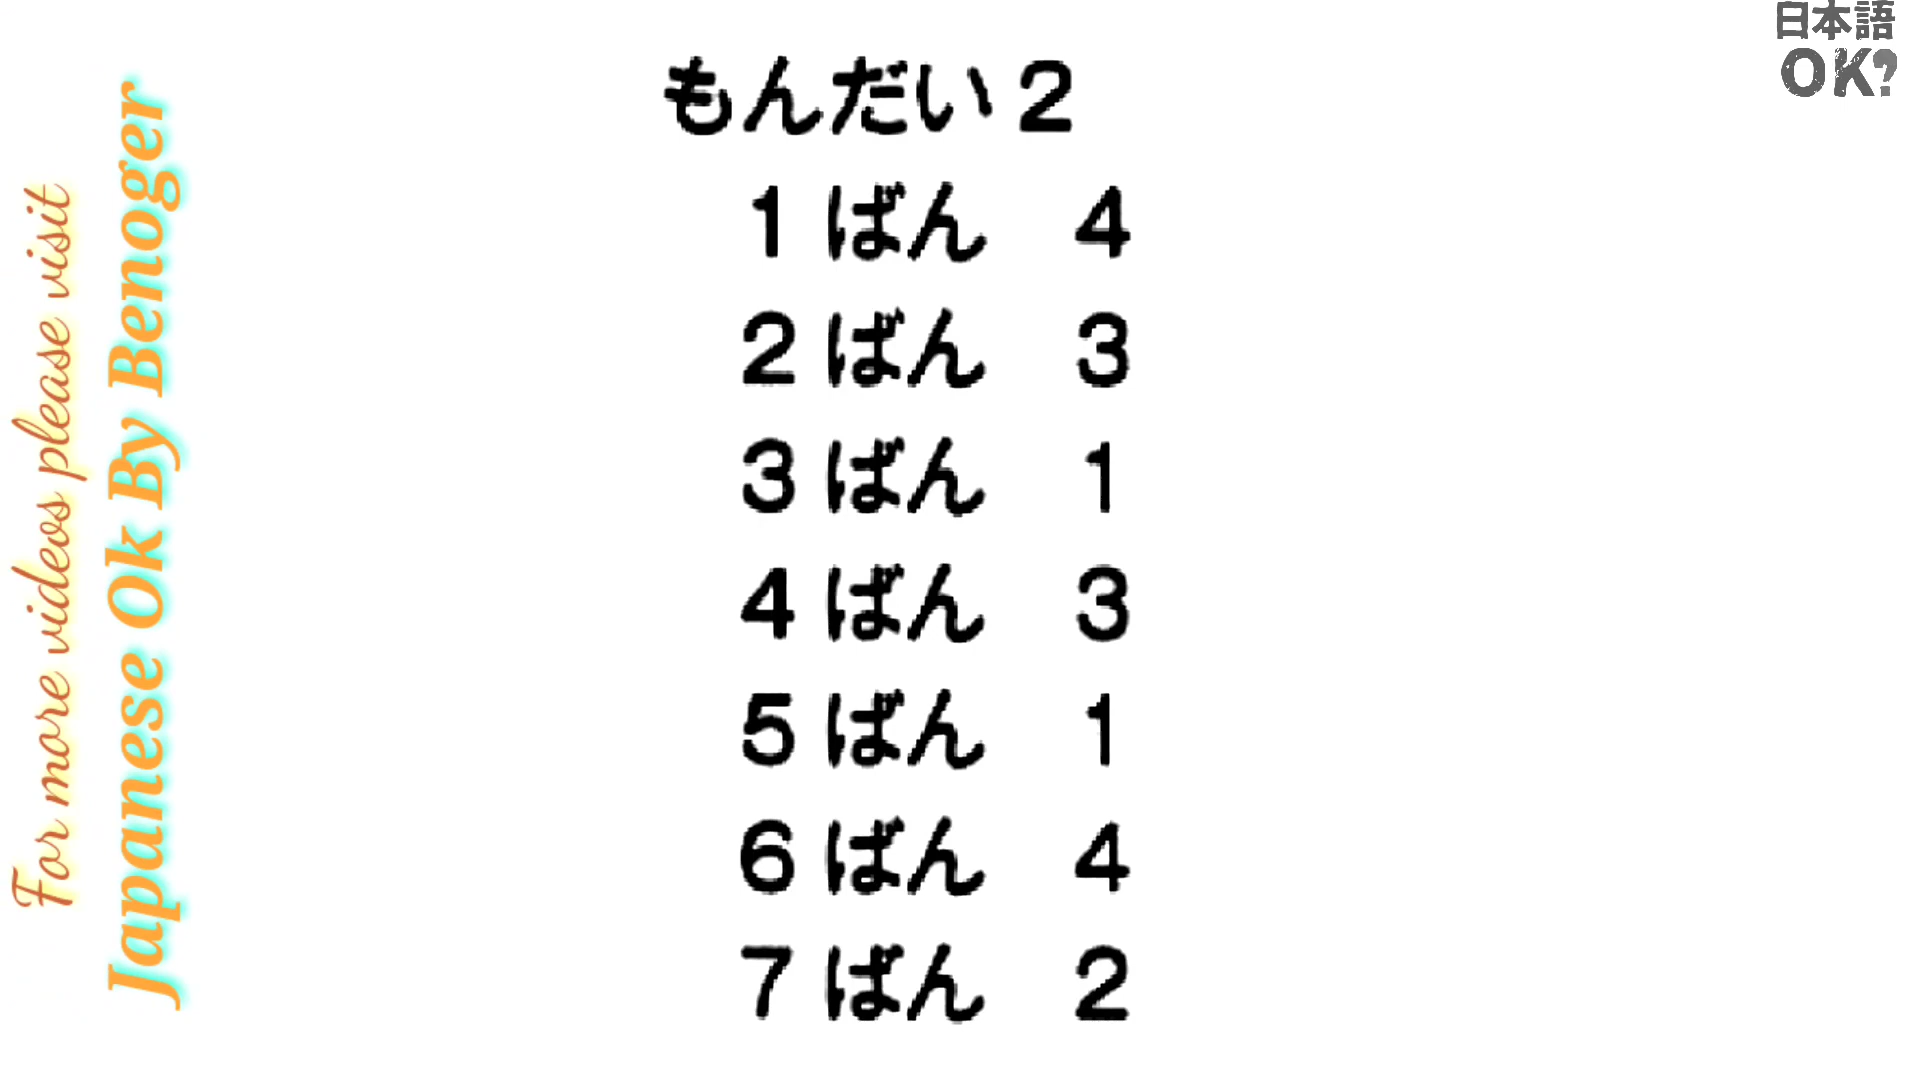 日本語
OK?
For more videos please visit
Japanese Ok By Benoger
もんだい2
1ばん 4
2ばん 3
3ばん 1
4ばん 3
5ばん 1
6ばん 4
7ばん 2